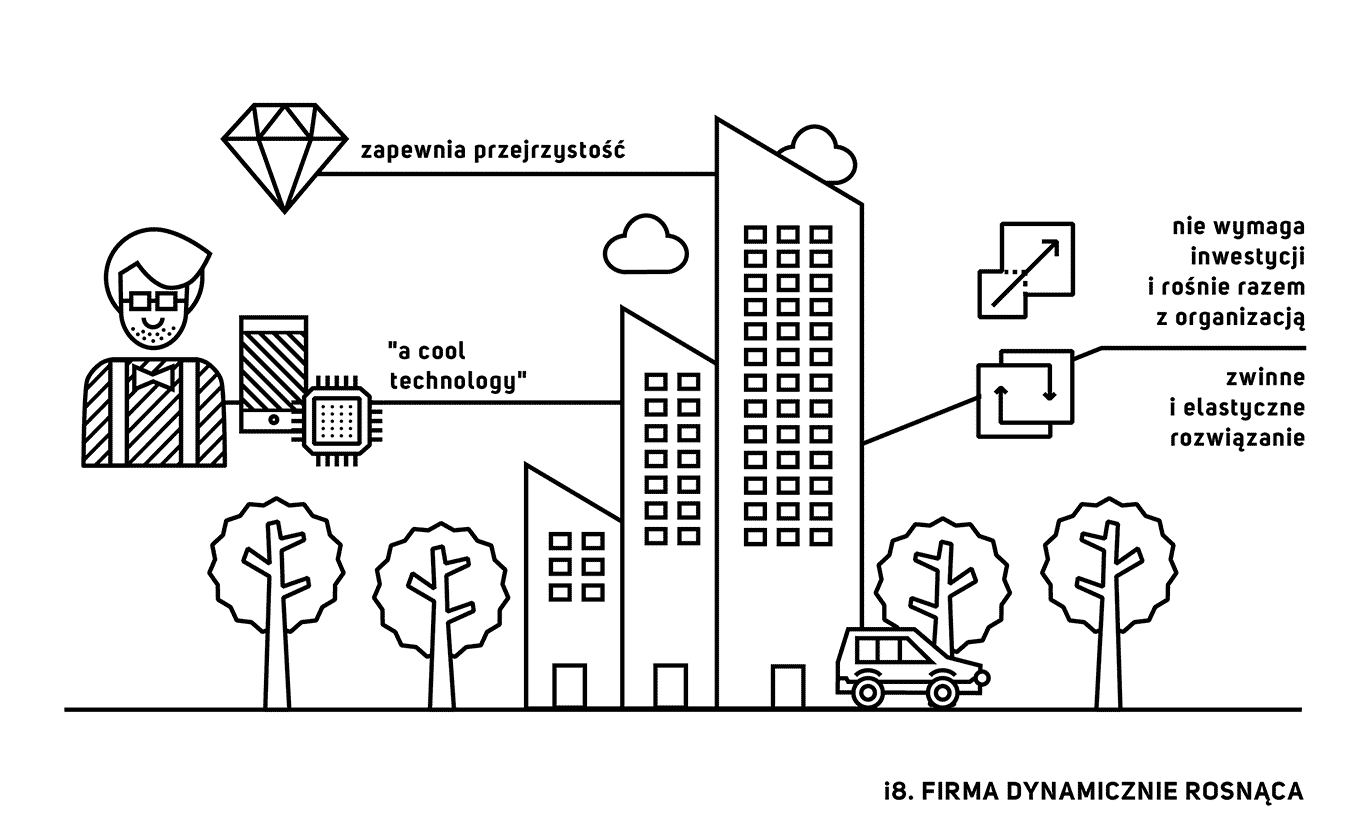 zapewnia przejrzystość
"a cool
technology"
nie wymaga
inwestycji
i rośnie razem
z organizacją
zwinne
i elastyczne
rozwiązanie
i8. FIRMA DYNAMICZNIE ROSNĄCA